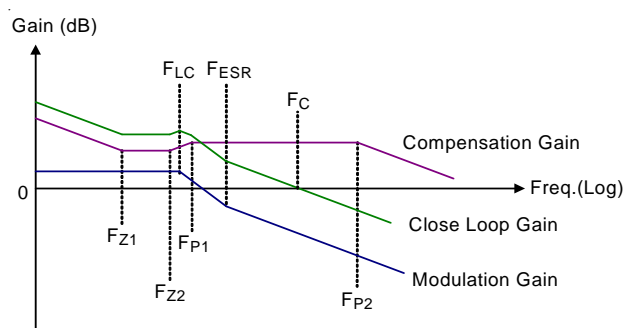 Gain (dB)
FLC
FESR
FC
Compensation Gain
0
Freq.(Log)
FZ1
FP1
Close Loop Gain
FZ2
FP2
Modulation Gain